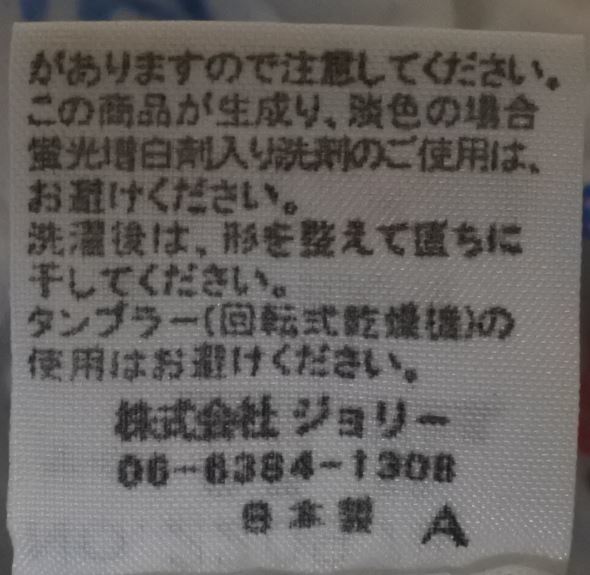 がありますので注意してください。
この商品が生成り、淡色の場合
蛍光増白剤入り洗剤のご使用は、
お避けください。
洗濯後は、形を整えて直ちに
干してください。
タンブラー(回転式乾燥機)の
使用はお避けください。
株式会社 ジョリー
06-6384-1308
日本製 A